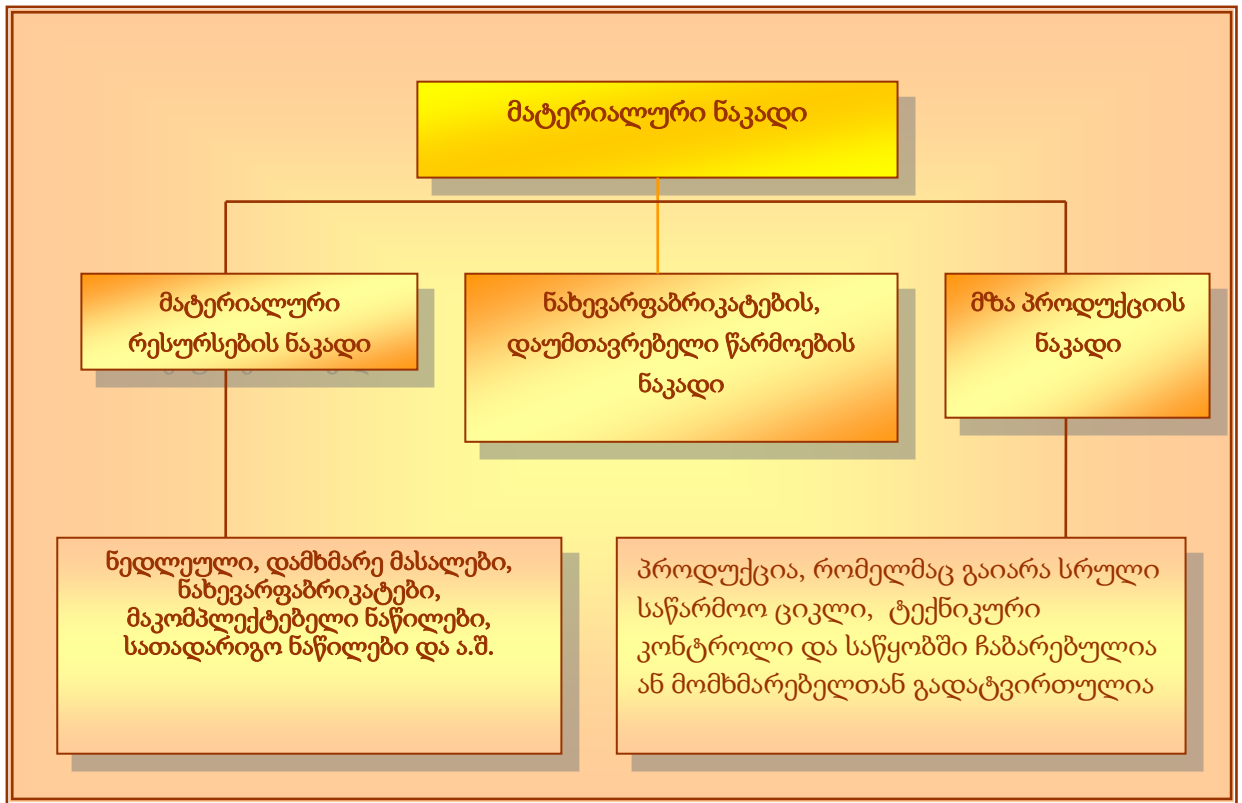 მატერიალური ნაკადი
მატერიალური
რესურსების ნაკადი
ნახევარფაბრიკატების,
დაუმთავრებელი წარმოების
ნაკადი
მზა პროდუქციის
ნაკადი
ნედლეული, დამხმარე მასალები,
ნახევარფაბრიკატები,
მაკომპლექტებელი ნაწილები,
სათადარიგო ნაწილები და ა.შ.
პროდუქცია, რომელმაც გაიარა სრული
საწარმოო ციკლი, ტექნიკური
კონტროლი და საწყობში ჩაბარებულია
ან მომხმარებელთან გადატვირთულია